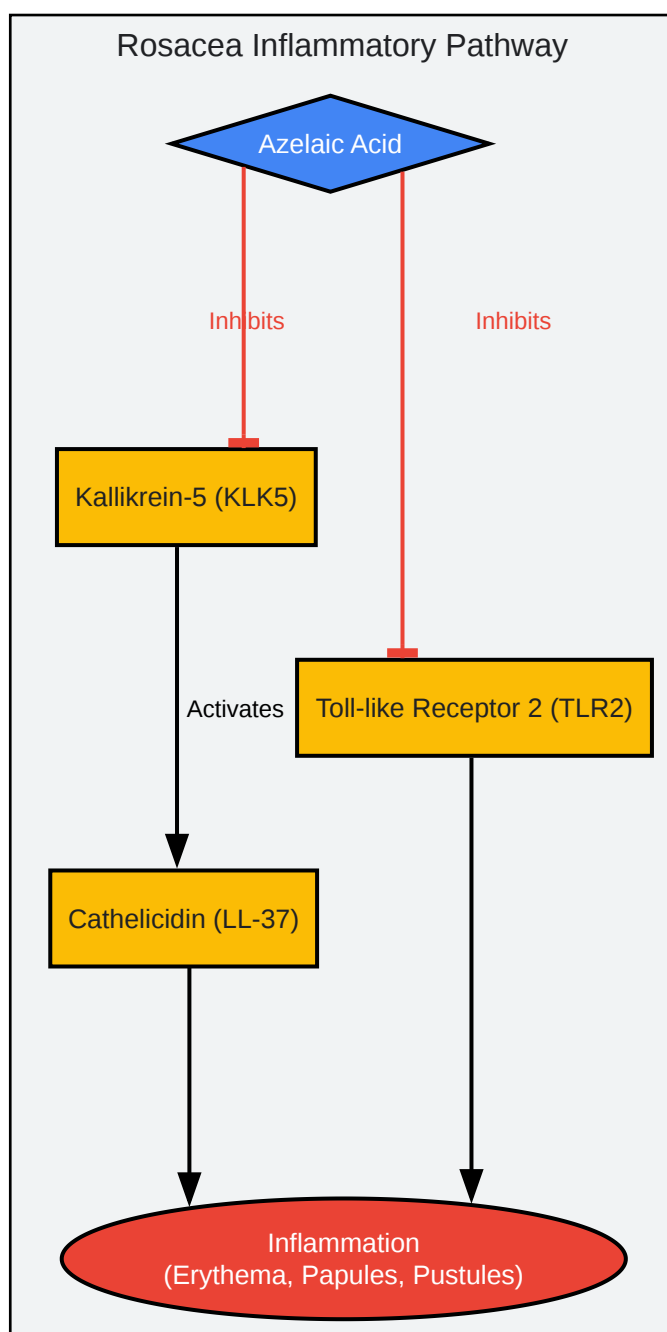 Rosacea Inflammatory Pathway
Azelaic Acid
Inhibits
Inhibits
Kallikrein-5 (KLK5)
Activates
Toll-like Receptor 2 (TLR2)
Cathelicidin (LL-37)
Inflammation
(Erythema, Papules, Pustules)